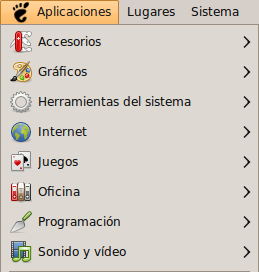 Aplicaciones Lugares Sistema
Accesorios
Gráficos
Herramientas del sistema
Internet
Juegos
Oficina
Programación
Sonido y vídeo